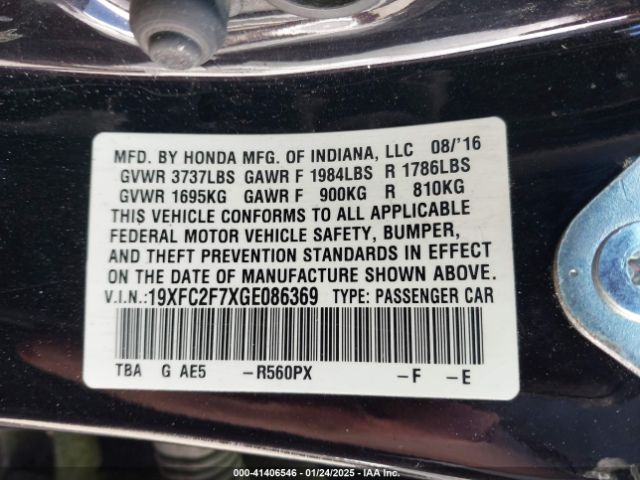 MFD. BY HONDA MFG. OF INDIANA, LLC 08/'16
GVWR 3737LBS GAWR F 1984LBS R 1786LBS
GVWR 1695KG GAWR F 900KG R 810KG
THIS VEHICLE CONFORMS TO ALL APPLICABLE
FEDERAL MOTOR VEHICLE SAFETY, BUMPER,
AND THEFT PREVENTION STANDARDS IN EFFECT
ON THE DATE OF MANUFACTURE SHOWN ABOVE.
V.I.N.:19XFC2F7XGE086369 TYPE: PASSENGER CAR
TBA G AE5 -R560PX -F -E
000-41406546 - 01/24/2025 - IAA Inc.